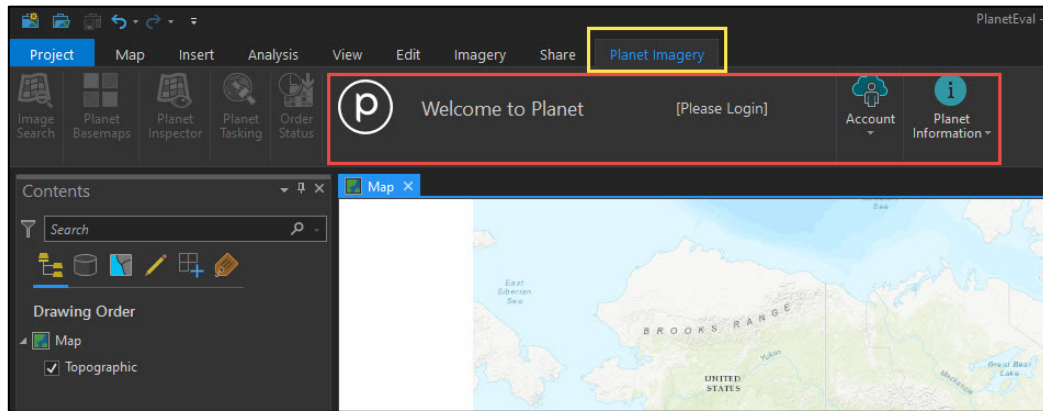 PlanetEval -
Project Map Insert Analysis View Edit Imagery Share Planet Imagery
Image Search
Planet Basemaps
Planet Inspector
Planet Tasking
Order Status
p
Welcome to Planet
[Please Login]
Account
Planet Information
Contents
Search
Drawing Order
Map
Topographic
Map
East
Siberian
Sea
Sea
BROOKS RANGE
Yukon
UNITED
STATES
Mackenzie
Great Bear
Lake